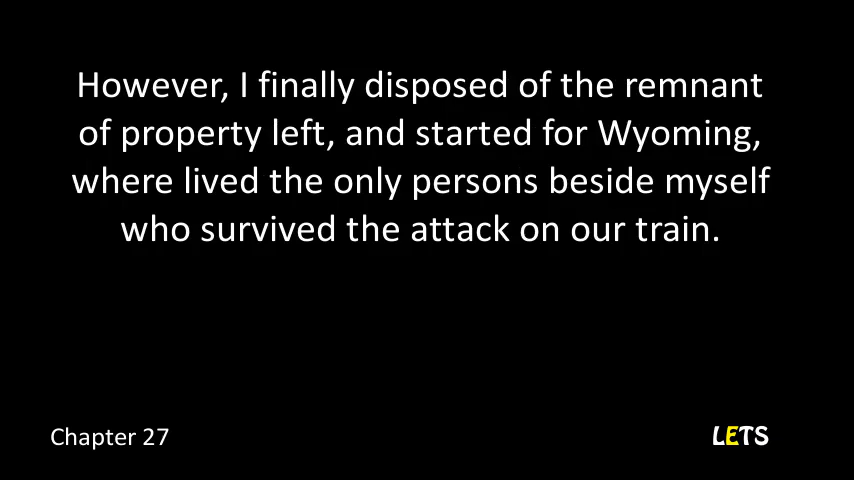 However, I finally disposed of the remnant
of property left, and started for Wyoming,
where lived the only persons beside myself
who survived the attack on our train.
Chapter 27
LETS